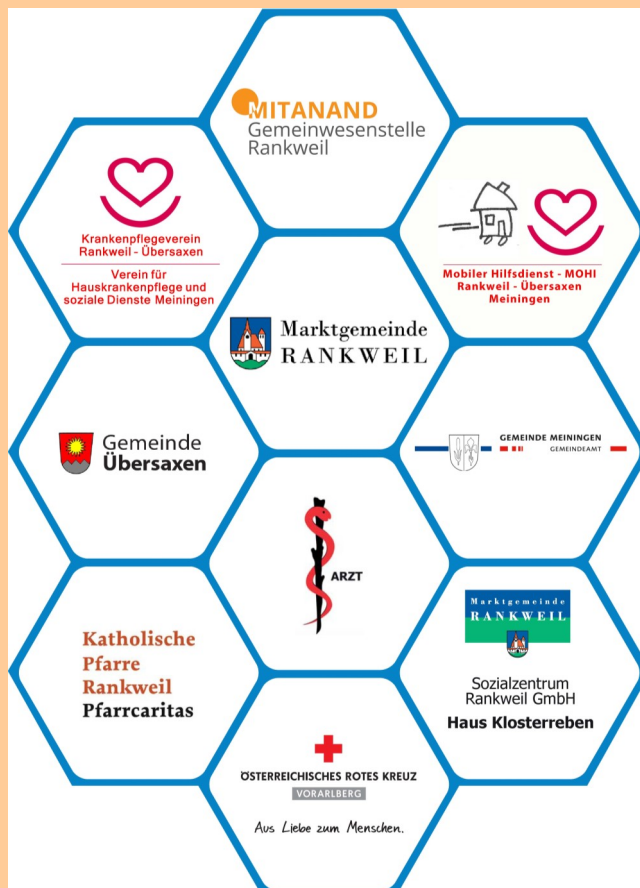 MITANAND
Gemeinwesenstelle
Rankweil
Krankenpflegeverein
Rankweil - Übersaxen
Verein für
Hauskrankenpflege und
soziale Dienste Meiningen
Mobiler Hilfsdienst - MOHI
Rankweil - Übersaxen
Meiningen
Marktgemeinde
RANKWEIL
Gemeinde
Übersaxen
GEMEINDE MEININGEN
GEMEINDEAMT
ARZT
Katholische
Pfarre
Rankweil
Pfarrcaritas
Marktgemeinde
RANKWEIL
Sozialzentrum
Rankweil GmbH
Haus Klosterreben
ÖSTERREICHISCHES ROTES KREUZ
VORARLBERG
Aus Liebe zum Menschen.